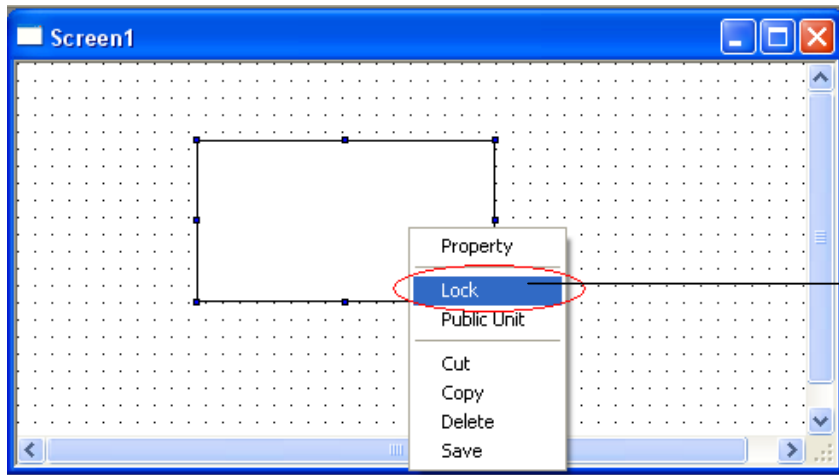 Screen1
Property
Lock
Public Unit
Cut
Copy
Delete
Save